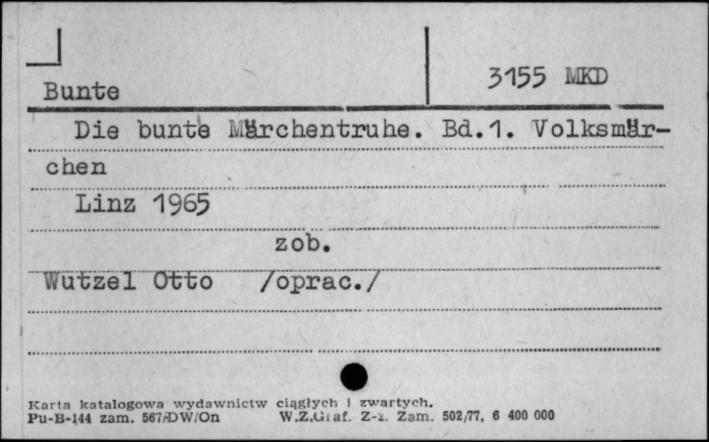 3155 MKD
Bunte
Die bunte Märchentruhe. Bd.1. Volksmär-
chen
Linz 1965
zob.
Wutzel Otto /oprac./
Karta katalogowa wydawnictw ciągłych i zwartych.
Pu-B-144 zam. 567/DW/On W.Z.Graf. Z-z. Zam. 502/77, 6 400 000